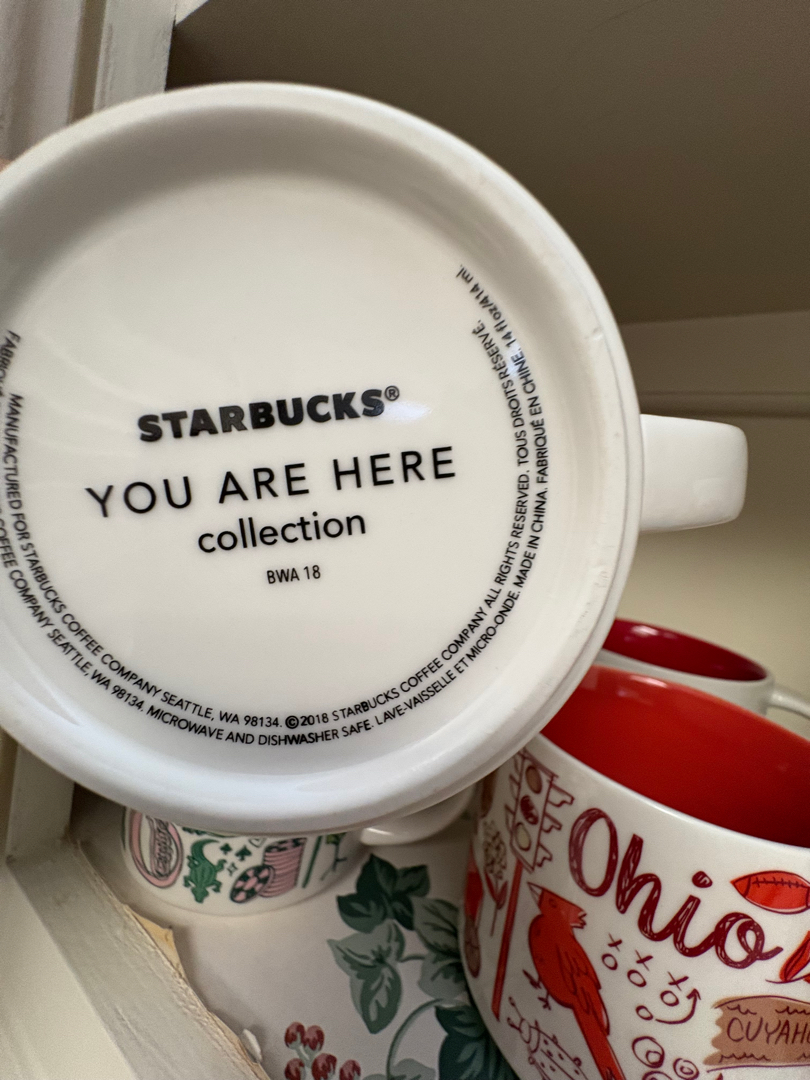 STARBUCKS®
YOU ARE HERE
collection
BWA 18
MANUFACTURED FOR STARBUCKS COFFEE COMPANY SEATTLE, WA 98134. ©2018 STARBUCKS COFFEE COMPANY ALL RIGHTS RESERVED. TOUS DROITS RÉSERVÉ.
COFFEE COMPANY SEATTLE, WA 98134. MICROWAVE AND DISHWASHER SAFE. LAVE-VAISSELLE ET MICRO-ONDE. MADE IN CHINA. FABRIQUÉ EN CHINE. 14 fl oz/414 ml.
Ohio